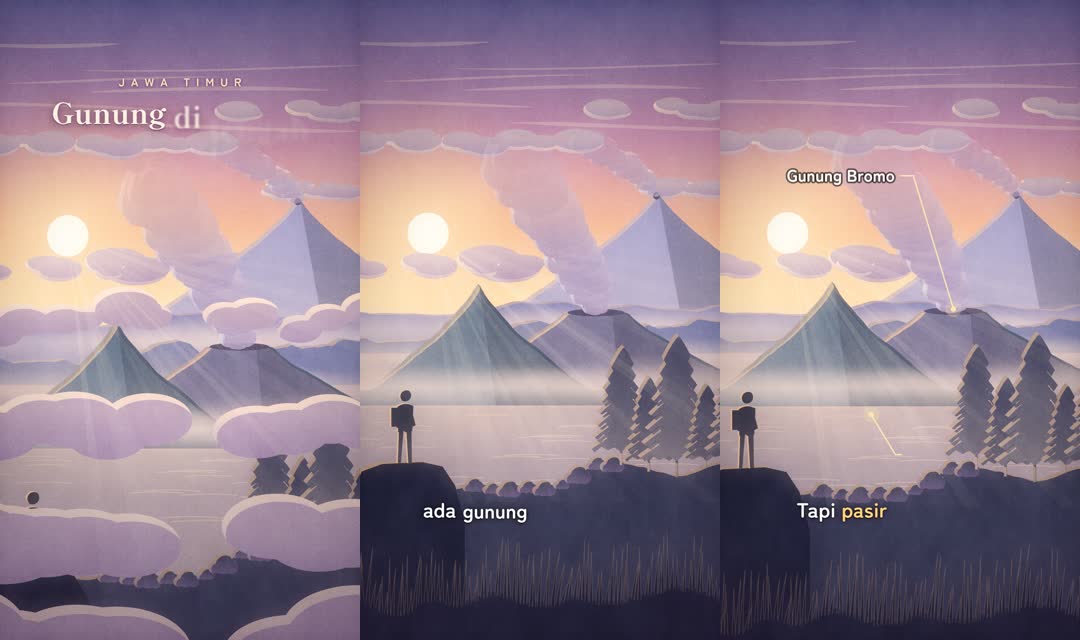 JAWA TIMUR
Gunung di
ada gunung
Gunung Bromo
Tapi pasir